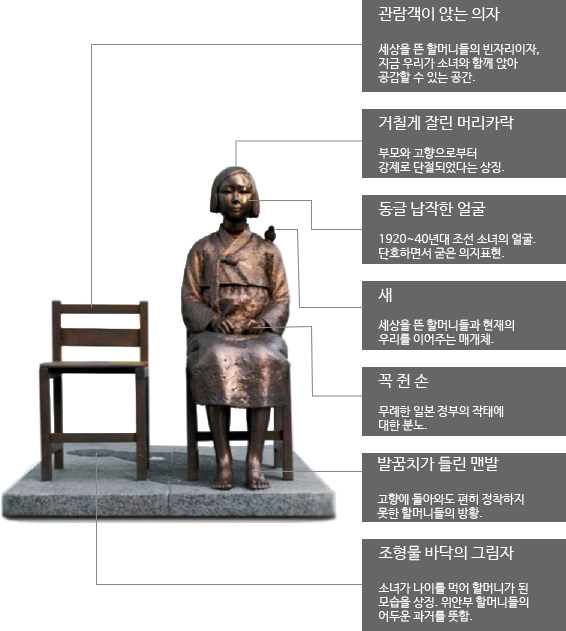 관람객이 앉는 의자
세상을 뜬 할머니들의 빈자리이자,
지금 우리가 소녀와 함께 앉아
공감할 수 있는 공간.
거칠게 잘린 머리카락
부모와 고향으로부터
강제로 단절되었다는 상징.
동글 납작한 얼굴
1920~40년대 조선 소녀의 얼굴.
단호하면서 굳은 의지표현.
새
세상을 뜬 할머니들과 현재의
우리를 이어주는 매개체.
꼭 쥔 손
무례한 일본 정부의 작태에
대한 분노.
발꿈치가 들린 맨발
고향에 돌아와도 편히 정착하지
못한 할머니들의 방황.
조형물 바닥의 그림자
소녀가 나이를 먹어 할머니가 된
모습을 상징. 위안부 할머니들의
어두운 과거를 뜻함.